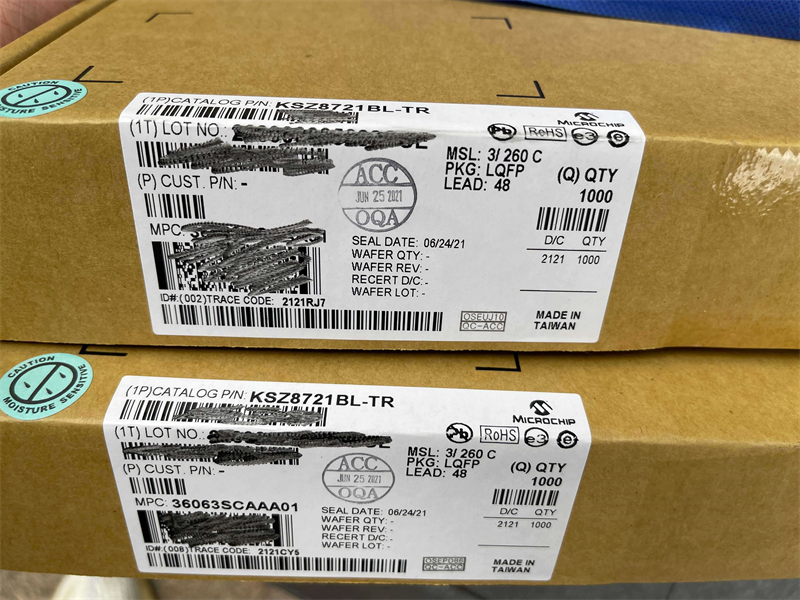 CAUTION
MOISTURE SENSITIVE
(1P)CATALOG P/N: KSZ8721BL-TR
(1T) LOT NO.:
(P) CUST. P/N: -
MPC:
ID#:(002)TRACE CODE: 2121RJ7
ACC
JUN 25 2021
OQA
SEAL DATE: 06/24/21
WAFER QTY: -
WAFER REV: -
RECERT D/C: -
WAFER LOT: -
MICROCHIP
Pb RoHS e3 e
MSL: 3/ 260 C
PKG: LQFP
LEAD: 48
(Q) QTY
1000
D/C QTY
2121 1000
OSEUJ10
QC-ACC
MADE IN
TAIWAN
CAUTION
MOISTURE SENSITIVE
(1P)CATALOG P/N: KSZ8721BL-TR
(1T) LOT NO.:
(P) CUST. P/N: -
MPC: 36063SCAAA01
ID#:(008)TRACE CODE: 2121CY5
ACC
JUN 25 2021
OQA
SEAL DATE: 06/24/21
WAFER QTY: -
WAFER REV: -
RECERT D/C: -
WAFER LOT: -
MICROCHIP
Pb RoHS e3 e
MSL: 3/ 260 C
PKG: LQFP
LEAD: 48
(Q) QTY
1000
D/C QTY
2121 1000
QC-ACC
MADE IN
TAIWAN